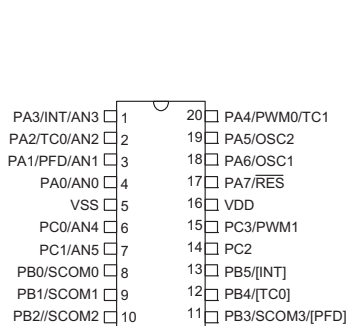 PA3/INT/AN3 1 20 PA4/PWM0/TC1
PA2/TC0/AN2 2 19 PA5/OSC2
PA1/PFD/AN1 3 18 PA6/OSC1
PA0/AN0 4 17 PA7/RES
VSS 5 16 VDD
PC0/AN4 6 15 PC3/PWM1
PC1/AN5 7 14 PC2
PB0/SCOM0 8 13 PB5/[INT]
PB1/SCOM1 9 12 PB4/[TC0]
PB2//SCOM2 10 11 PB3/SCOM3/[PFD]